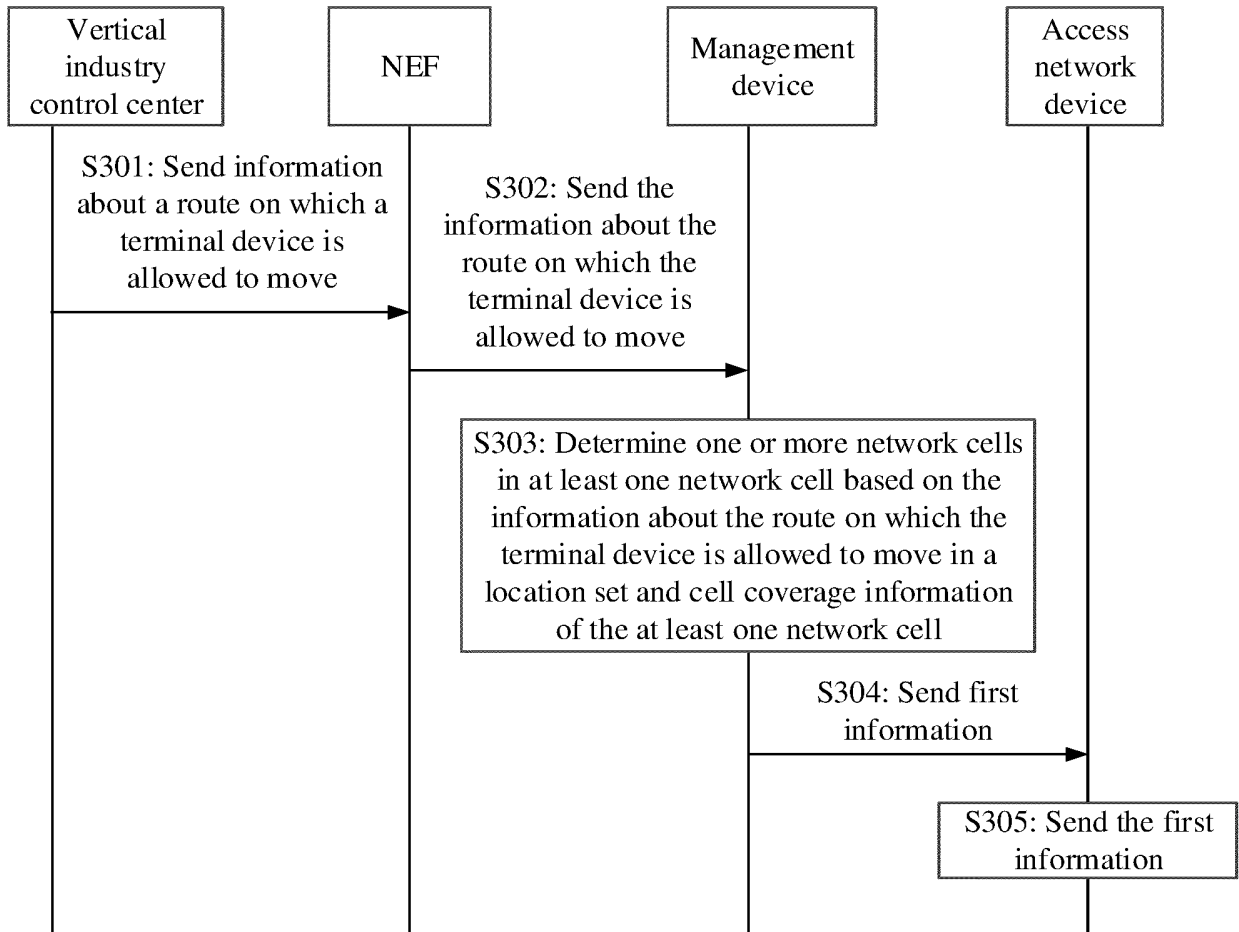 Vertical
industry
control center
NEF
Management
device
Access
network
device
S301: Send information
about a route on which a
terminal device is
allowed to move
S302: Send the
information about the
route on which the
terminal device is
allowed to move
S303: Determine one or more network cells
in at least one network cell based on the
information about the route on which the
terminal device is allowed to move in a
location set and cell coverage information
of the at least one network cell
S304: Send first
information
S305: Send the first
information